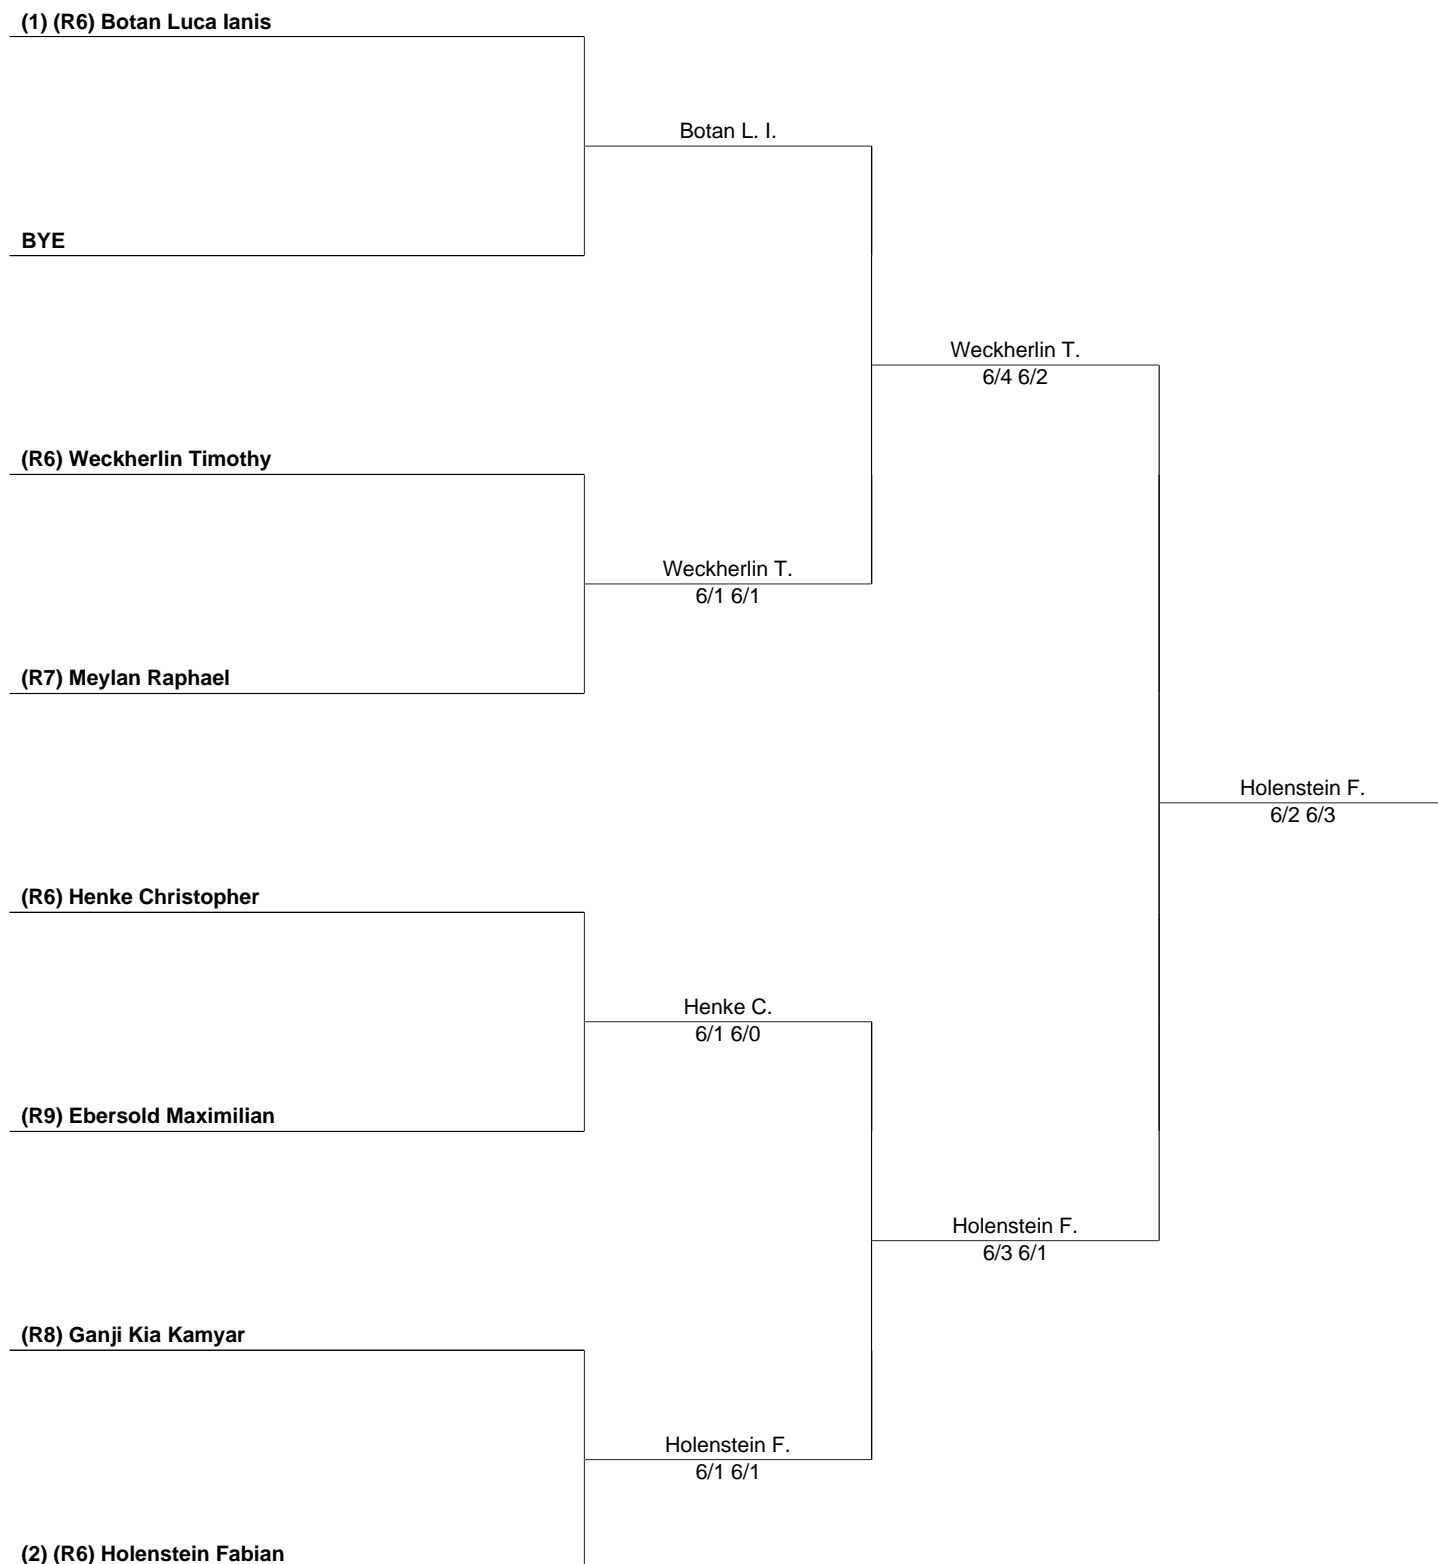 (1) (R6) Botan Luca Ianis
Botan L. I.
BYE
Weckherlin T.
6/4 6/2
(R6) Weckherlin Timothy
Weckherlin T.
6/1 6/1
(R7) Meylan Raphael
Holenstein F.
6/2 6/3
(R6) Henke Christopher
Henke C.
6/1 6/0
(R9) Ebersold Maximilian
Holenstein F.
6/3 6/1
(R8) Ganji Kia Kamyar
Holenstein F.
6/1 6/1
(2) (R6) Holenstein Fabian